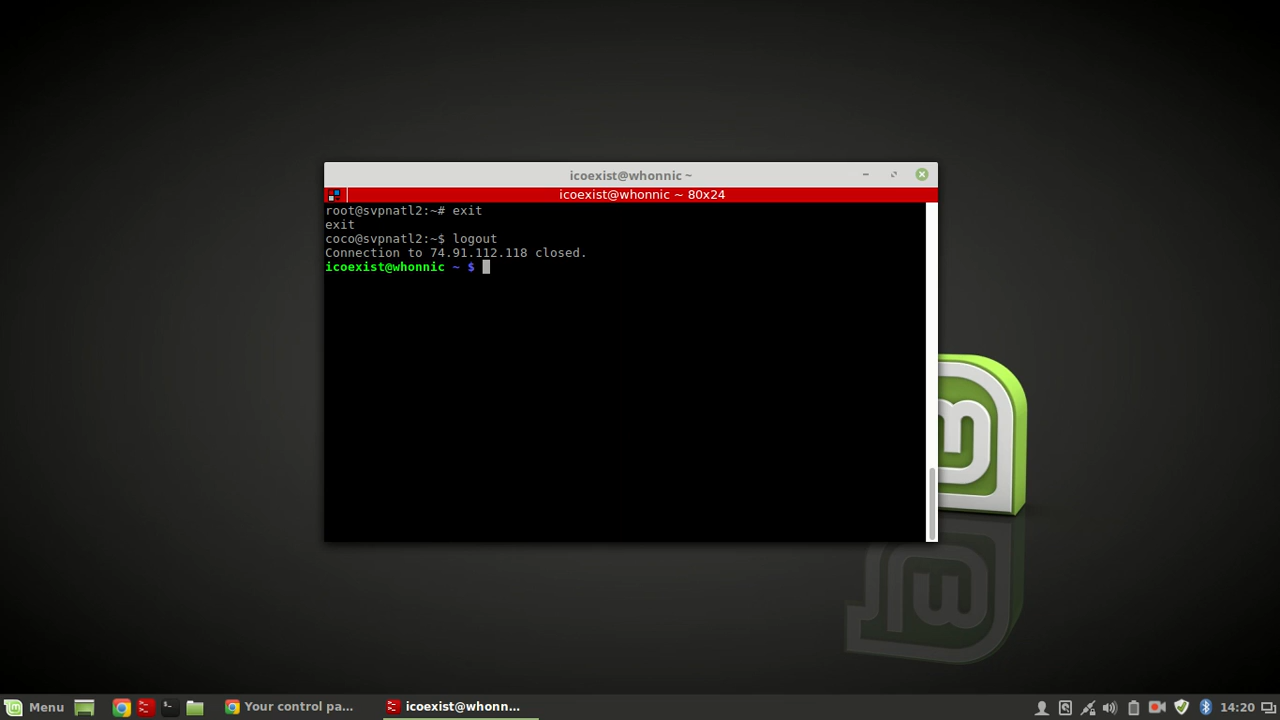 icoexist@whonnic ~
icoexist@whonnic ~ 80x24
root@svpnatl2:~# exit
exit
coco@svpnatl2:~$ logout
Connection to 74.91.112.118 closed.
icoexist@whonnic ~ $
Menu
Your control pa...
icoexist@whonn...
14:20